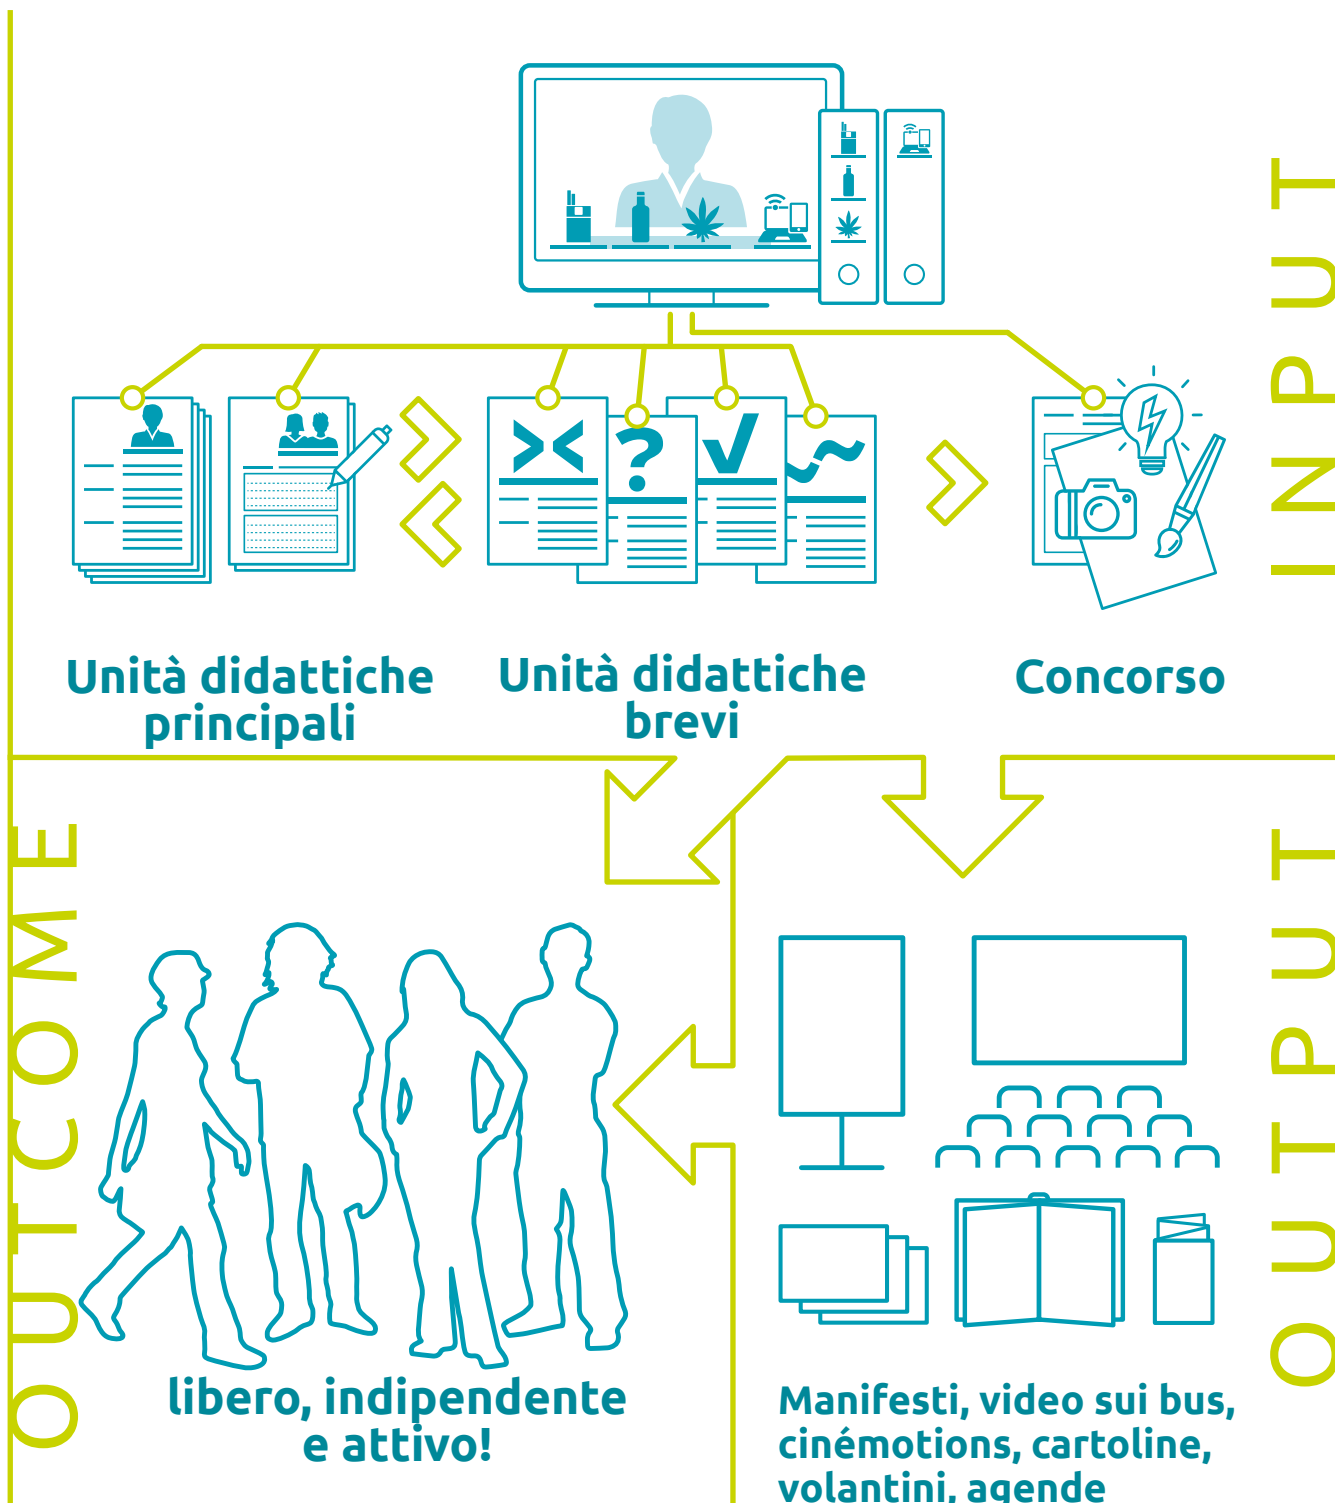 INPUT
Unità didattiche
principali
Unità didattiche
brevi
Concorso
OUTCOME
OUTPUT
libero, indipendente
e attivo!
Manifesti, video sui bus,
cinémotions, cartoline,
volantini, agende